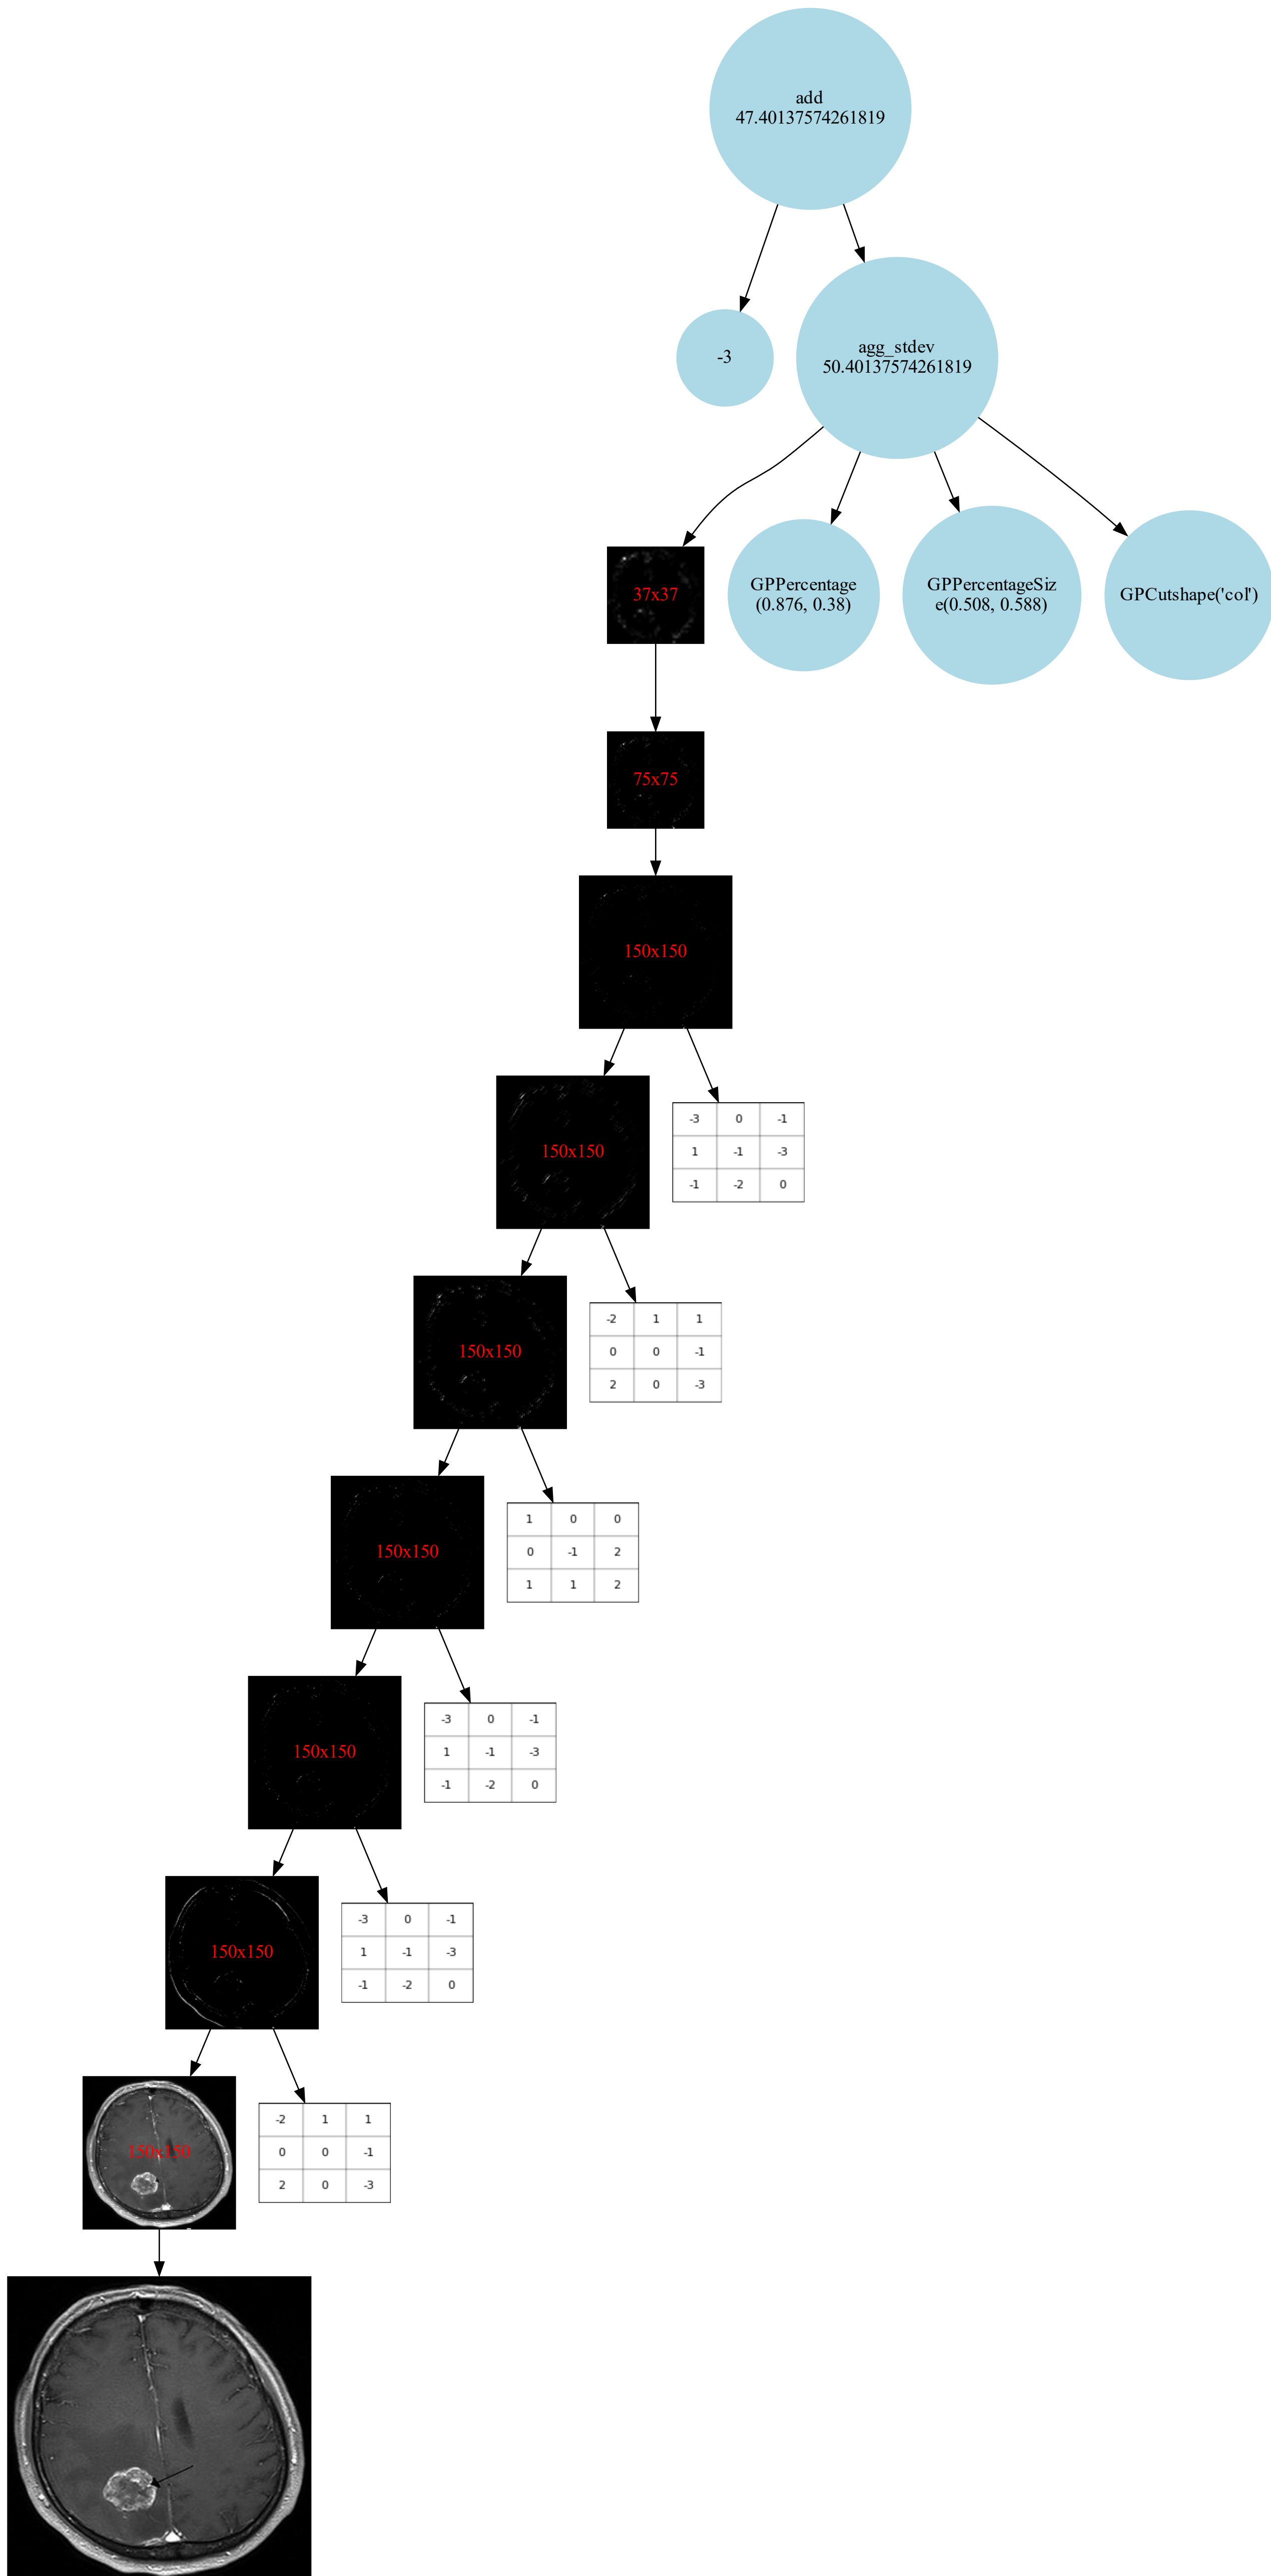 add
47.40137574261819
-3
agg_stdev
50.40137574261819
37x37
GPPercentage
(0.876, 0.38)
GPPercentageSiz
e(0.508, 0.588)
GPCutshape('col')
75x75
150x150
150x150
-3 0 -1
1 -1 -3
-1 -2 0
150x150
-2 1 1
0 0 -1
2 0 -3
150x150
1 0 0
0 -1 2
1 1 2
150x150
-3 0 -1
1 -1 -3
-1 -2 0
150x150
-3 0 -1
1 -1 -3
-1 -2 0
150x150
-2 1 1
0 0 -1
2 0 -3